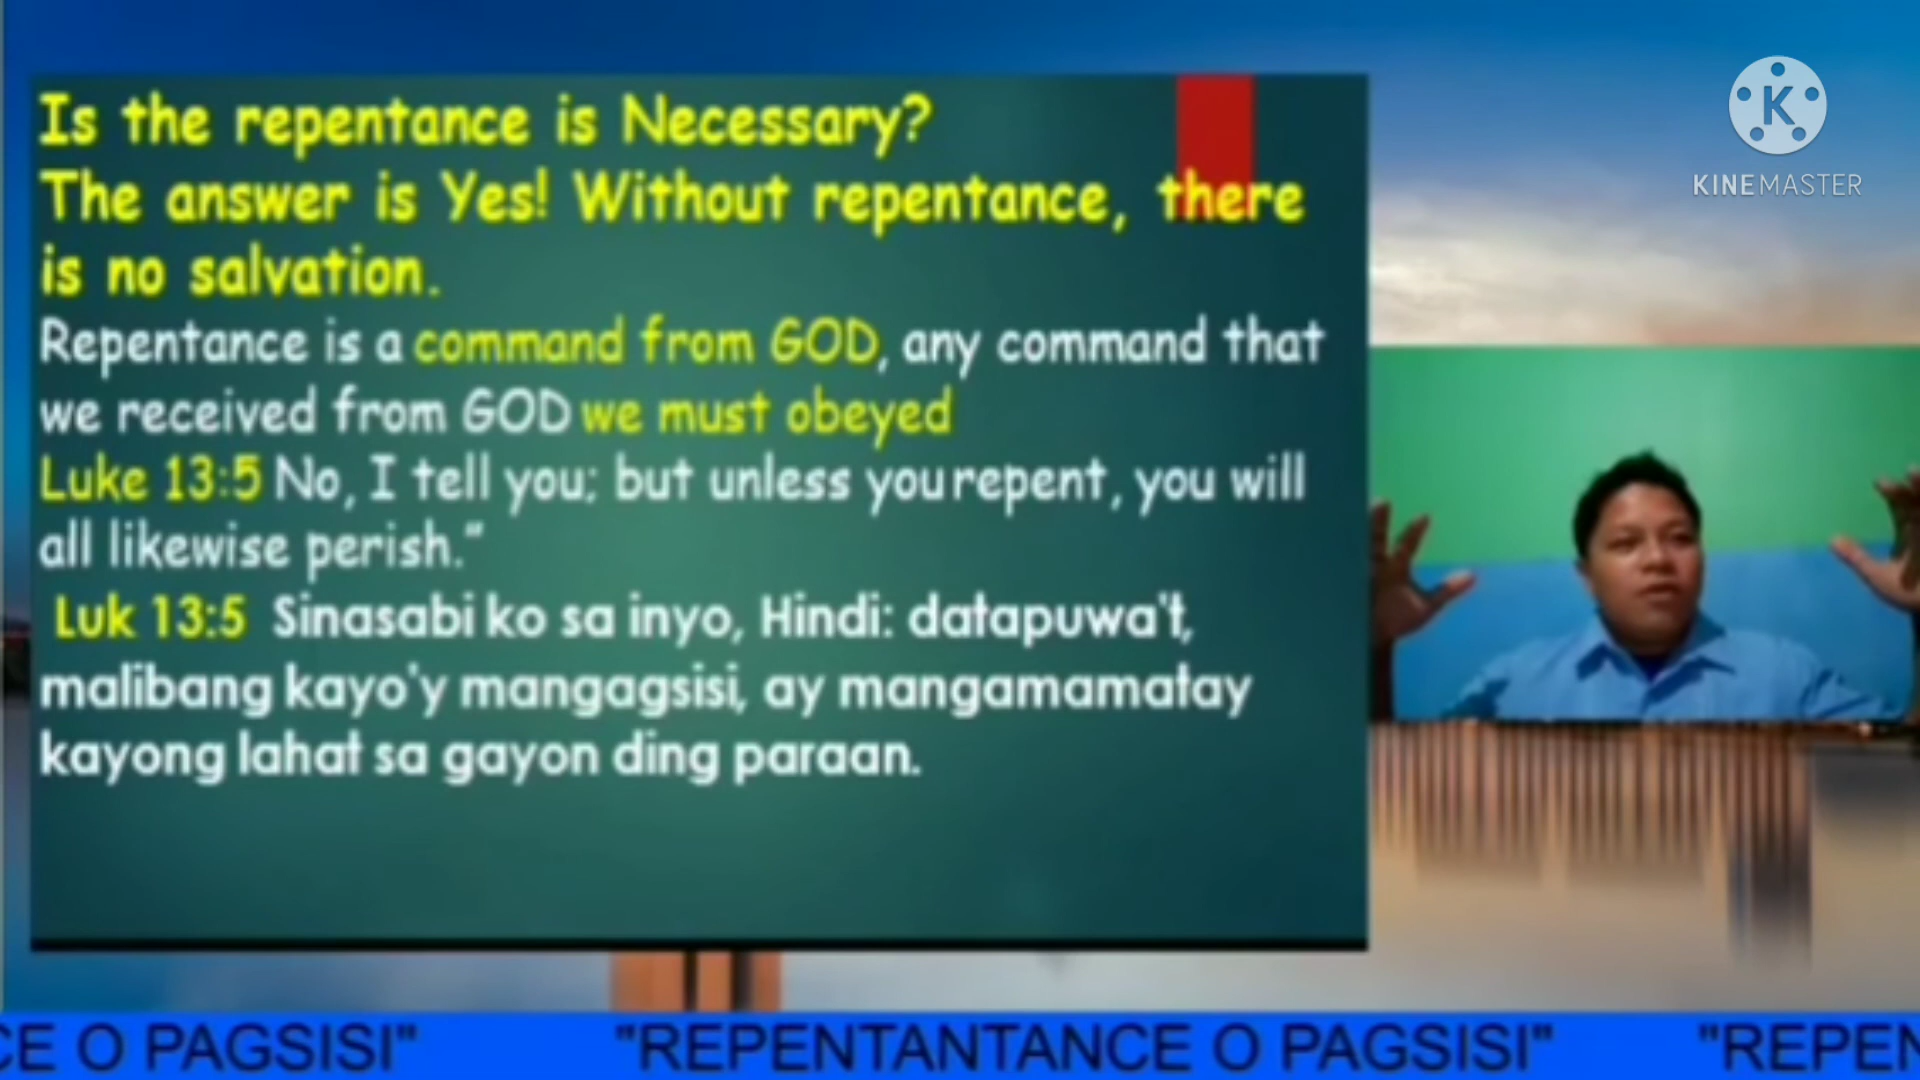 Is the repentance is Necessary?
The answer is Yes! Without repentance, there
is no salvation.
Repentance is a command from GOD, any command that
we received from GOD we must obeyed
Luke 13:5 No, I tell you; but unless you repent, you will
all likewise perish.”
Luk 13:5 Sinasabi ko sa inyo, Hindi: datapuwa't,
malibang kayo'y mangagsisi, ay mangamamatay
kayong lahat sa gayon ding paraan.
K
KINEMASTER
CE O PAGSISI" "REPENTANTANCE O PAGSISI" "REPEN